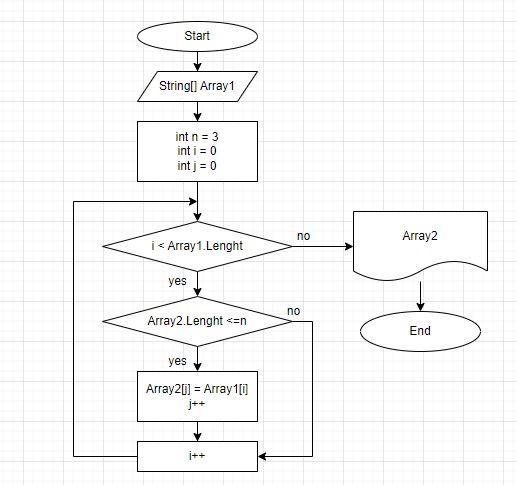 Start
String[] Array1
int n = 3
int i = 0
int j = 0
i < Array1.Lenght
no
Array2
yes
Array2.Lenght <=n
no
End
yes
Array2[j] = Array1[i]
j++
i++